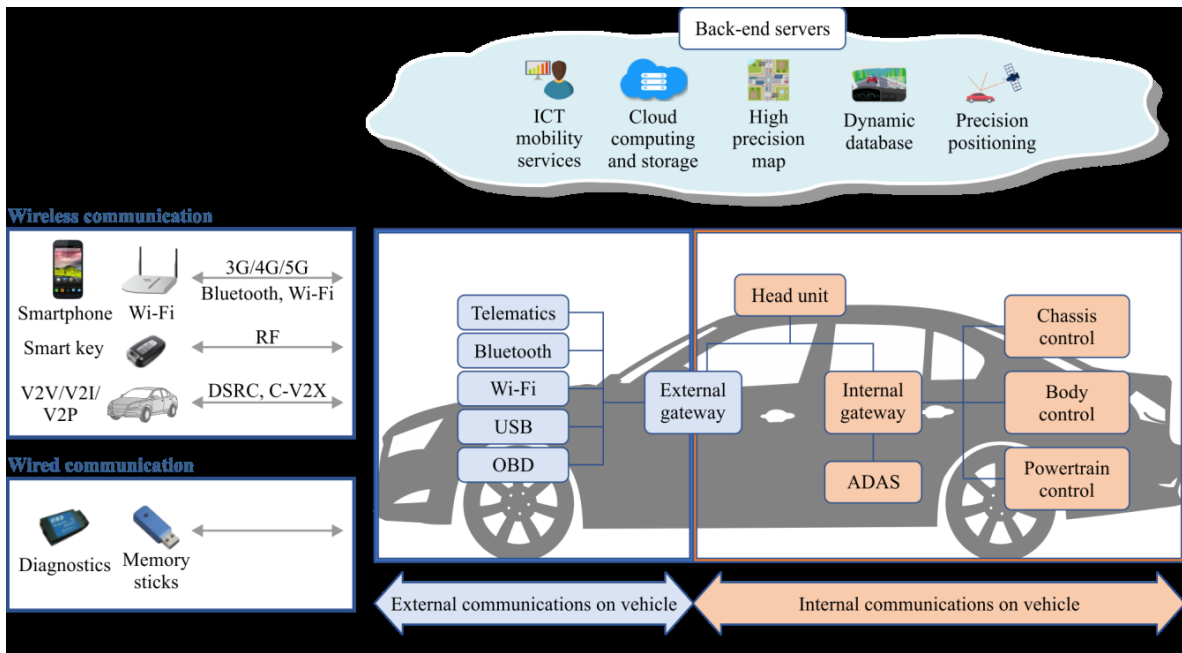 Back-end servers
ICT
mobility
services
Cloud
computing
and storage
High
precision
map
Dynamic
database
Precision
positioning
Wireless communication
Smartphone
Wi-Fi
3G/4G/5G
Bluetooth, Wi-Fi
Smart key
RF
V2V/V2I/
V2P
DSRC, C-V2X
Wired communication
Diagnostics
Memory
sticks
Telematics
Bluetooth
Wi-Fi
USB
OBD
External
gateway
Head unit
Internal
gateway
ADAS
Chassis
control
Body
control
Powertrain
control
External communications on vehicle
Internal communications on vehicle